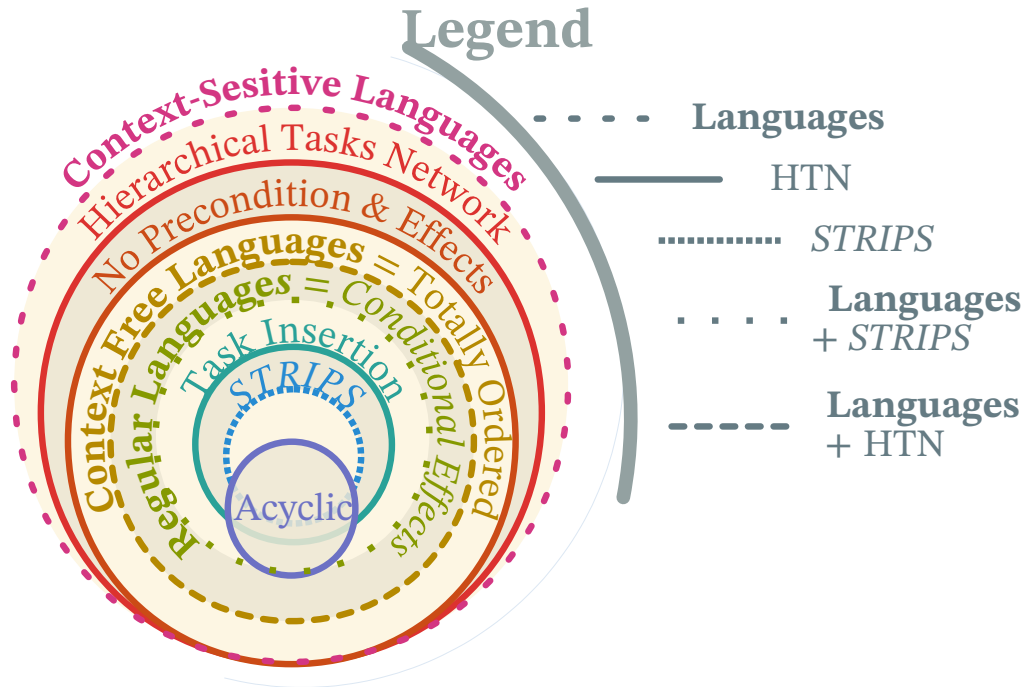 Legend
Context-Sesitive Languages
Hierarchical Tasks Network
No Precondition & Effects
Context Free Languages = Totally Ordered
Regular Languages = Conditional Effects
Task Insertion
STRIPS
Acyclic
Languages
HTN
STRIPS
Languages
+ STRIPS
Languages
+ HTN